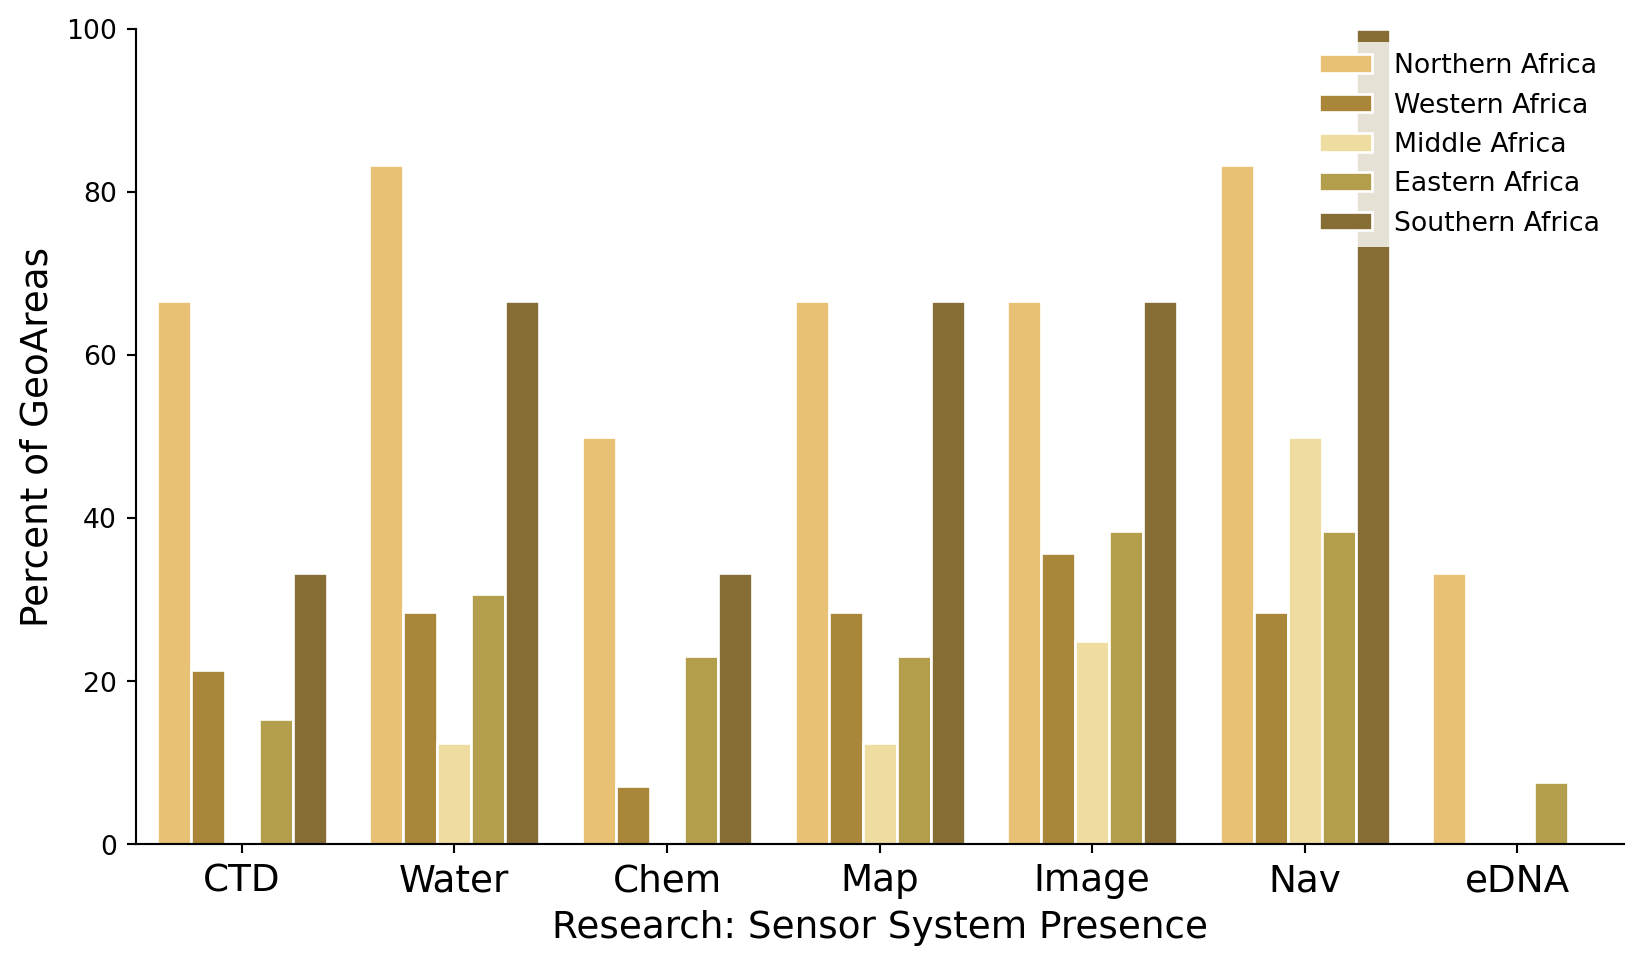 100
80
60
40
20
0
Percent of GeoAreas
Northern Africa
Western Africa
Middle Africa
Eastern Africa
Southern Africa
CTD Water Chem Map Image Nav eDNA
Research: Sensor System Presence